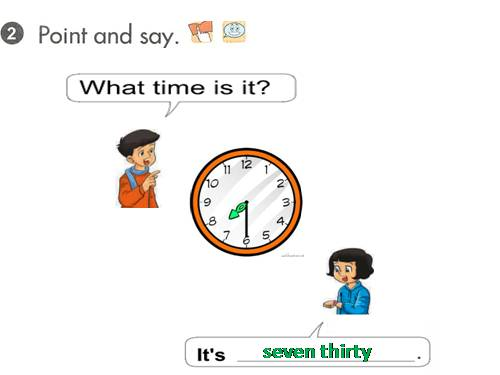 2 Point and say.
What time is it?
12
11 1
10 2
9 3
8 4
7 5
6
It's seven thirty.